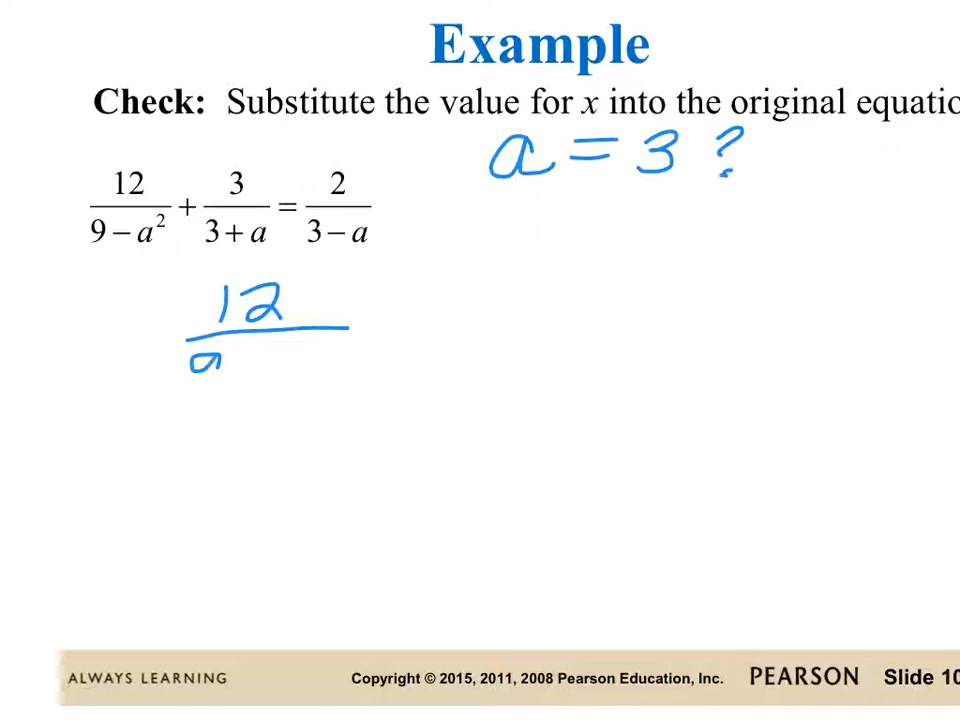 Example
Check: Substitute the value for x into the original equatio
a = 3 ?
12/(9 − a²) + 3/(3 + a) = 2/(3 − a)
12
9
ALWAYS LEARNING Copyright © 2015, 2011, 2008 Pearson Education, Inc. PEARSON Slide 10